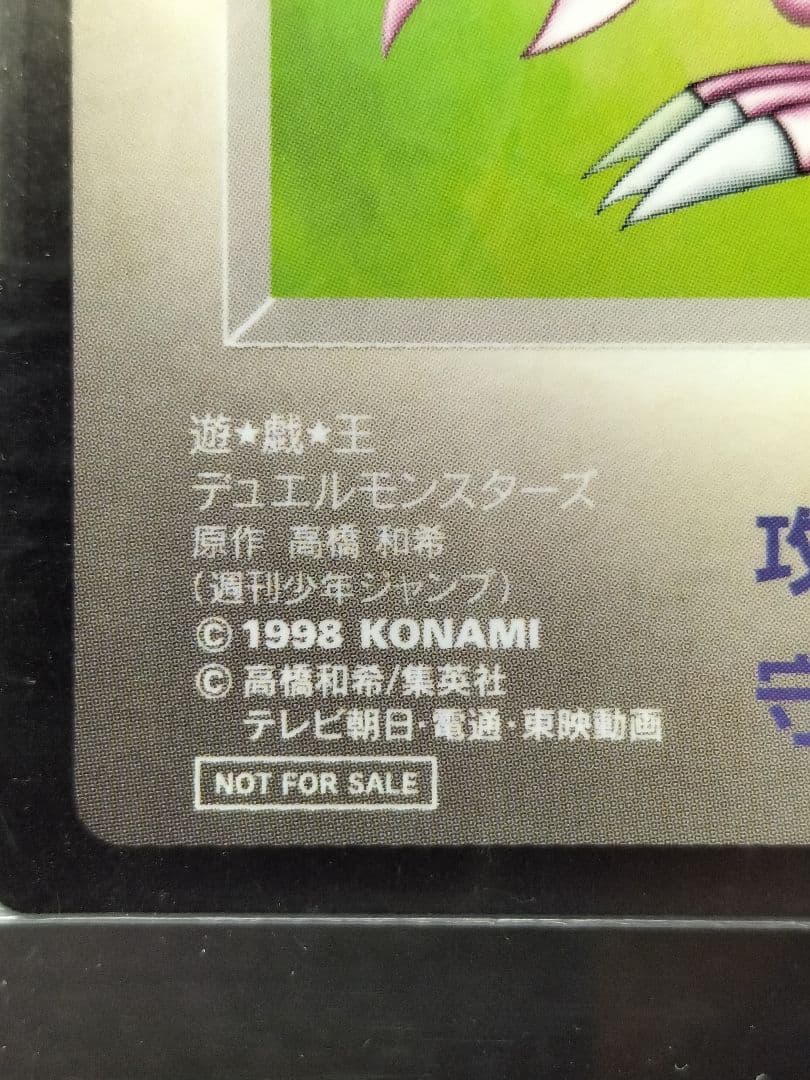 遊★戯★王
デュエルモンスターズ
原作 高橋 和希
(週刊少年ジャンプ)
© 1998 KONAMI
© 高橋和希/集英社
テレビ朝日・電通・東映動画
NOT FOR SALE